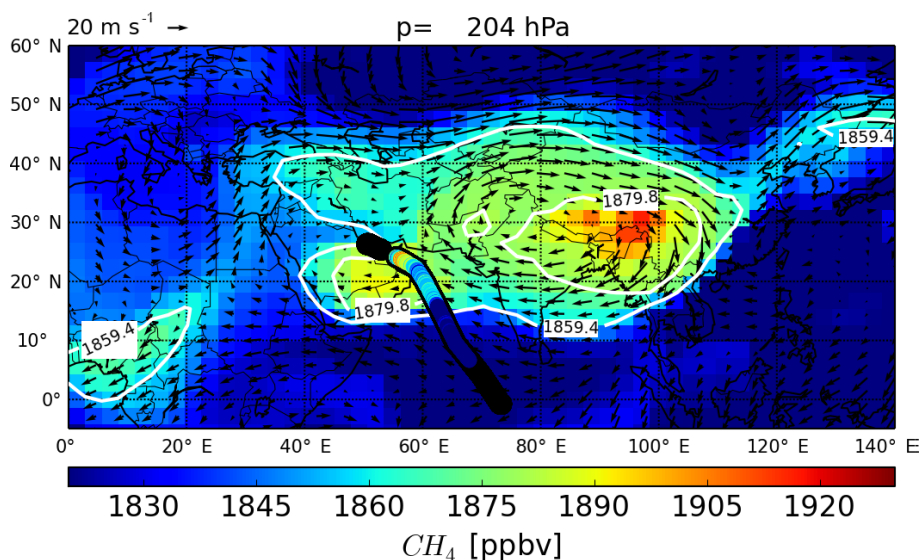 20 m s⁻¹
p= 204 hPa
60° N
50° N
40° N
30° N
20° N
10° N
0°
1859.4
1879.8
1879.8
1859.4
1859.4
0° 20° E 40° E 60° E 80° E 100° E 120° E 140° E
1830 1845 1860 1875 1890 1905 1920
CH₄ [ppbv]